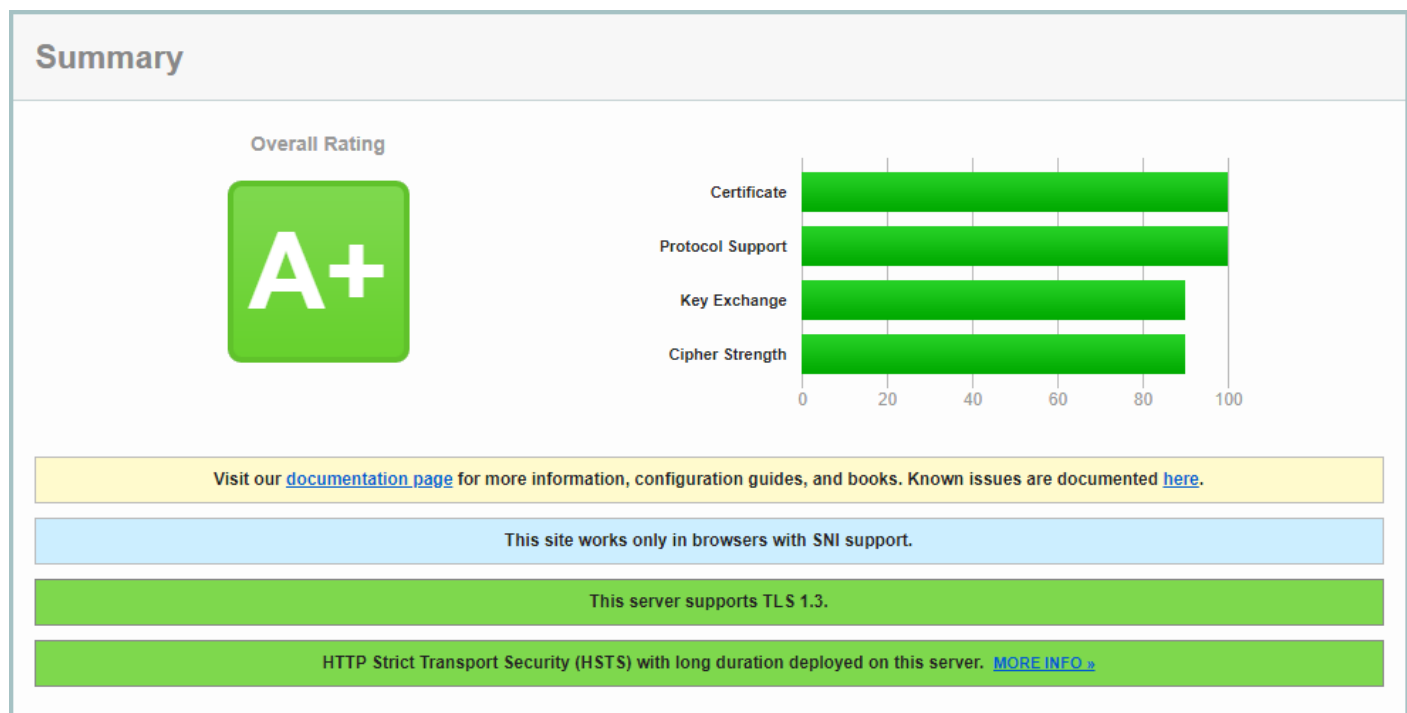 Summary
Overall Rating
A+
Certificate
Protocol Support
Key Exchange
Cipher Strength
0 20 40 60 80 100
Visit our documentation page for more information, configuration guides, and books. Known issues are documented here.
This site works only in browsers with SNI support.
This server supports TLS 1.3.
HTTP Strict Transport Security (HSTS) with long duration deployed on this server. MORE INFO »